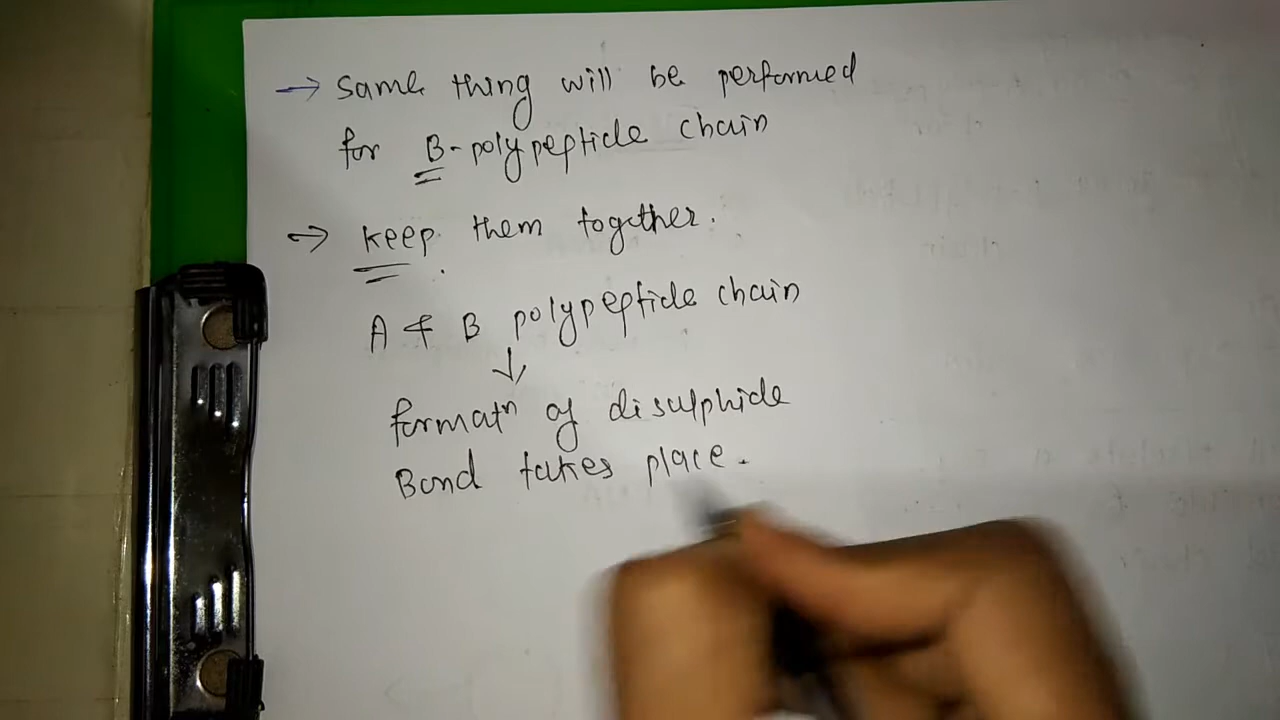 → Same thing will be performed
for B-polypeptide chain
→ Keep them together.
A & B polypeptide chain
↓
formatⁿ of disulphide
Bond takes place.